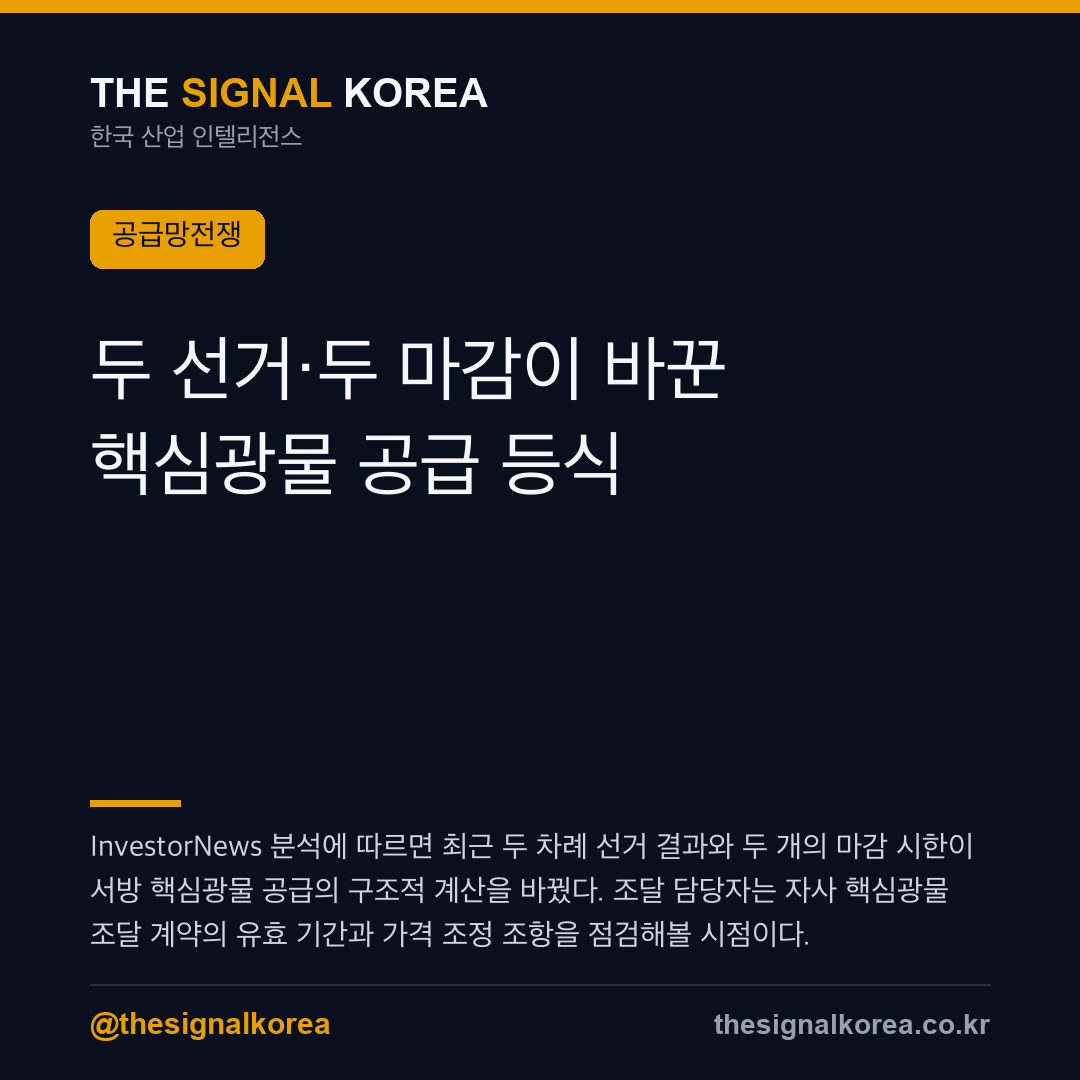 THE SIGNAL KOREA
한국 산업 인텔리전스
공급망전쟁
두 선거·두 마감이 바꾼
핵심광물 공급 등식
InvestorNews 분석에 따르면 최근 두 차례 선거 결과와 두 개의 마감 시한이
서방 핵심광물 공급의 구조적 계산을 바꿨다. 조달 담당자는 자사 핵심광물
조달 계약의 유효 기간과 가격 조정 조항을 점검해볼 시점이다.
@thesignalkorea
thesignalkorea.co.kr